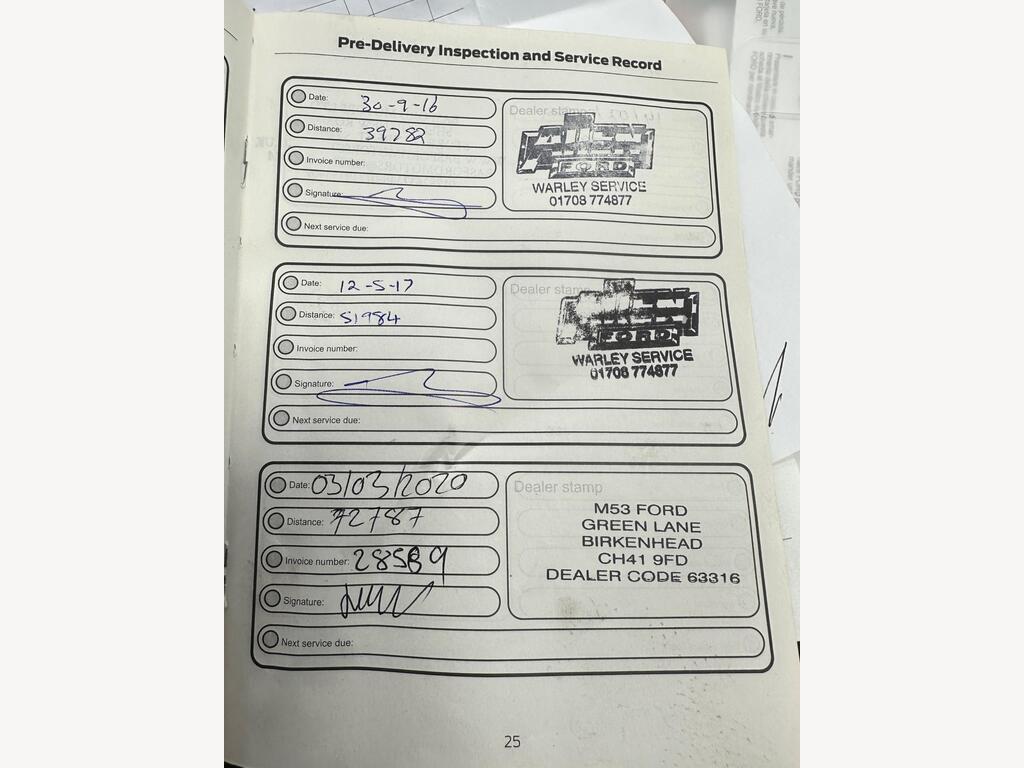 Pre-Delivery Inspection and Service Record
Date: 30-9-16
Distance: 39782
Invoice number:
Signature:
Next service due:
Dealer stamp
ALLEN
FORD
WARLEY SERVICE
01708 774877
Date: 12-5-17
Distance: 51984
Invoice number:
Signature:
Next service due:
Dealer stamp
FORD
WARLEY SERVICE
01708 774877
Date: 03/03/2020
Distance: 72787
Invoice number: 28589
Signature:
Next service due:
Dealer stamp
M53 FORD
GREEN LANE
BIRKENHEAD
CH41 9FD
DEALER CODE 63316
25